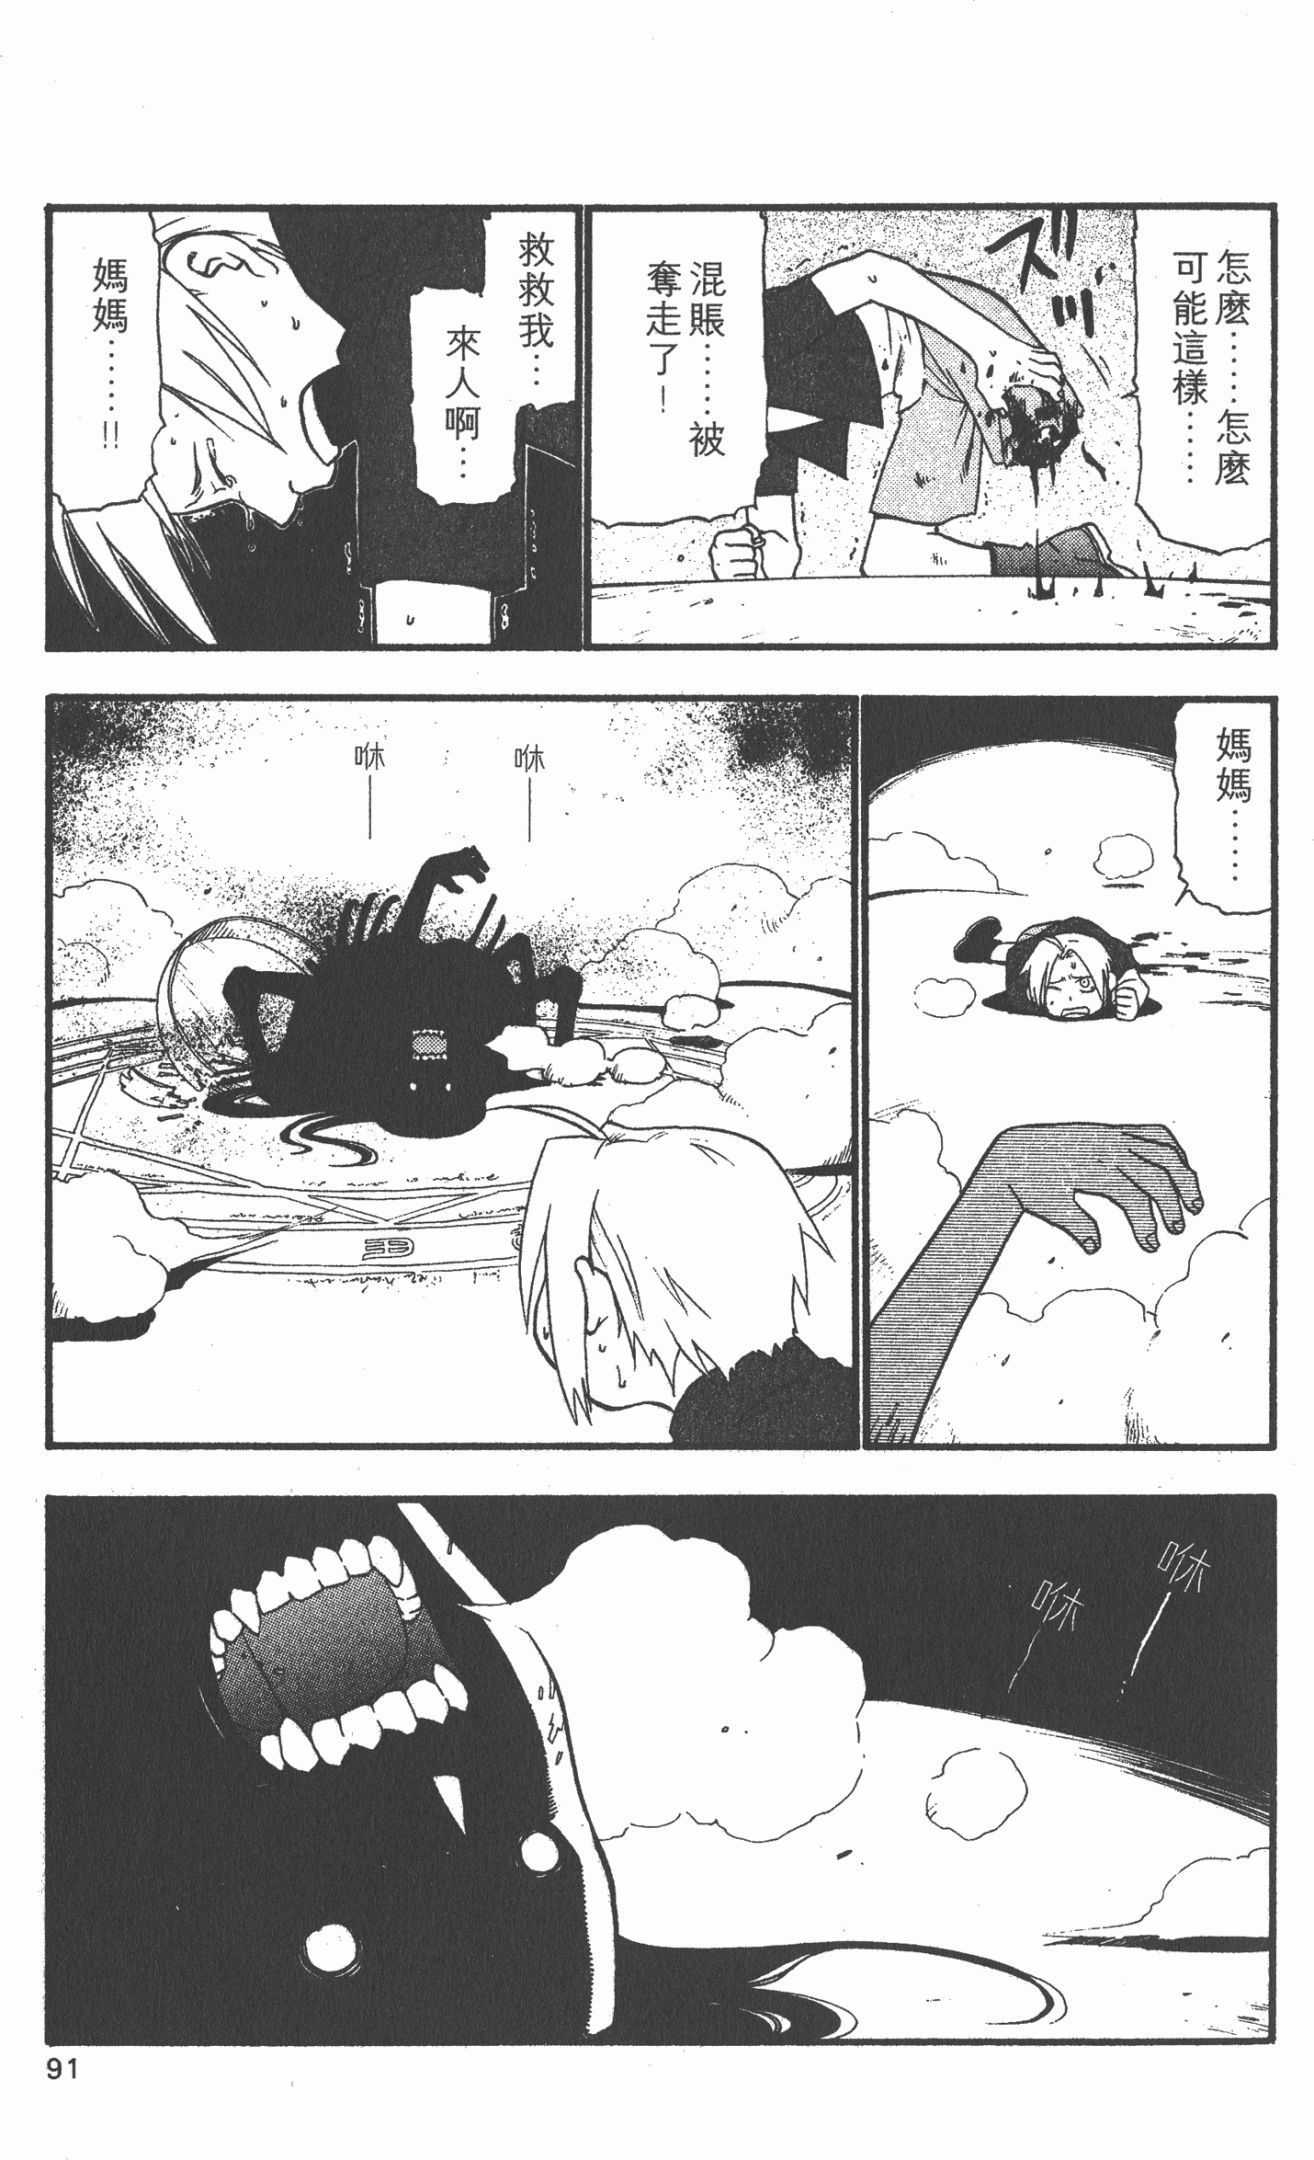 怎麼……怎麼
可能這樣……
ズッ
混賬……被
奪走了！
救救我…
來人啊…
媽媽……!!
媽媽……
咻——
咻——
咻——
咻——
91